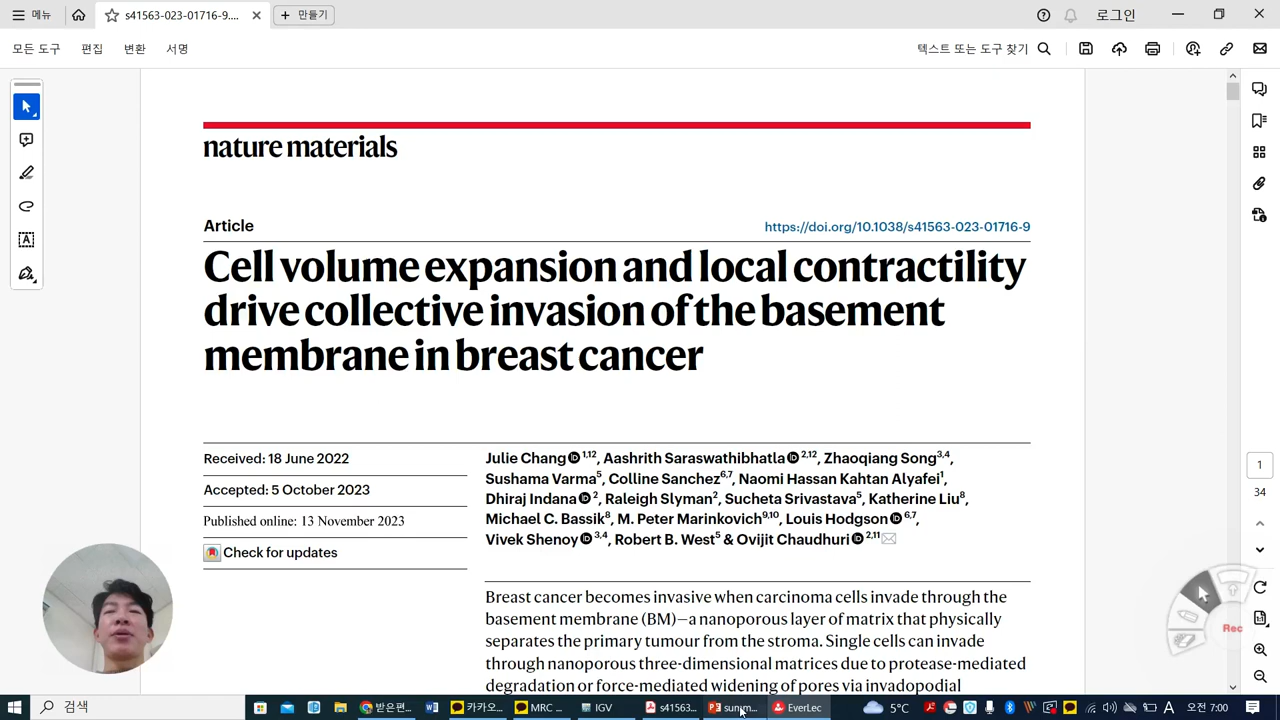 메뉴
s41563-023-01716-9....
만들기
로그인
모든 도구
편집
변환
서명
텍스트 또는 도구 찾기
nature materials
Article
https://doi.org/10.1038/s41563-023-01716-9
Cell volume expansion and local contractility
drive collective invasion of the basement
membrane in breast cancer
Received: 18 June 2022
Accepted: 5 October 2023
Published online: 13 November 2023
Check for updates
Julie Chang 1,12, Aashrith Saraswathibhatla 2,12, Zhaoqiang Song3,4,
Sushama Varma5, Colline Sanchez6,7, Naomi Hassan Kahtan Alyafei1,
Dhiraj Indana 2, Raleigh Slyman2, Sucheta Srivastava5, Katherine Liu8,
Michael C. Bassik8, M. Peter Marinkovich9,10, Louis Hodgson 6,7,
Vivek Shenoy 3,4, Robert B. West5 & Ovijit Chaudhuri 2,11
Breast cancer becomes invasive when carcinoma cells invade through the
basement membrane (BM)—a nanoporous layer of matrix that physically
separates the primary tumour from the stroma. Single cells can invade
through nanoporous three-dimensional matrices due to protease-mediated
degradation or force-mediated widening of pores via invadopodial
1
34
Rec
검색
받은편...
카카오...
MRC ...
IGV
s41563...
summ...
EverLec
5°C
A
오전 7:00